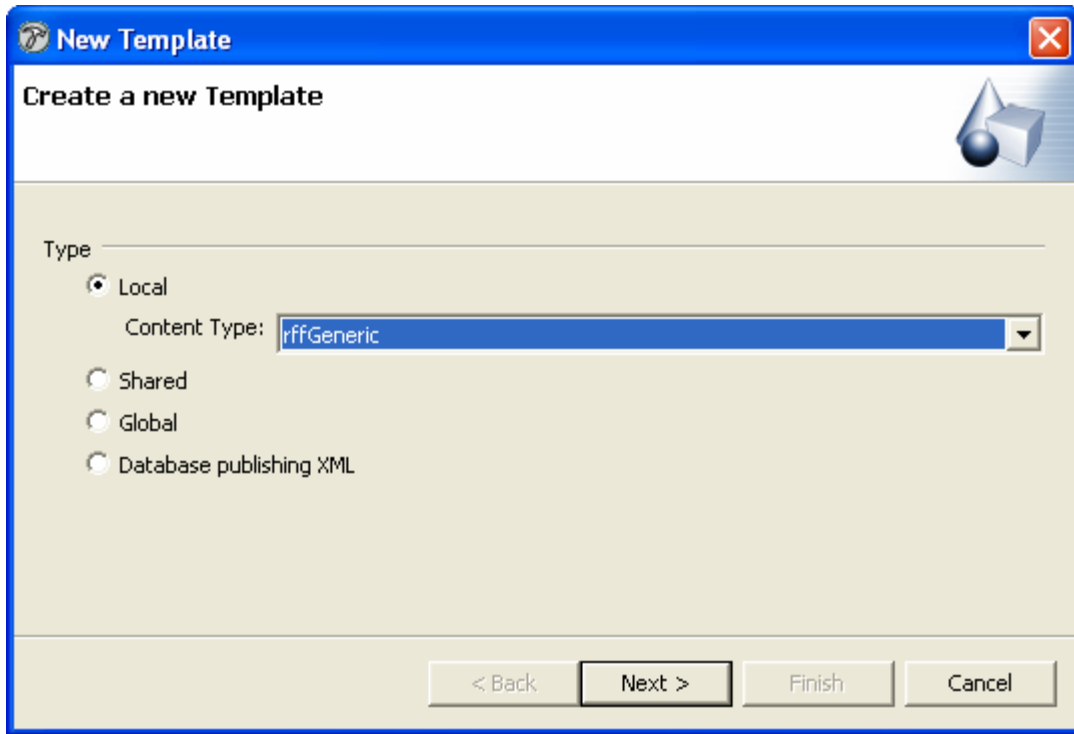 New Template
Create a new Template
Type
Local
Content Type: rffGeneric
Shared
Global
Database publishing XML
< Back Next > Finish Cancel